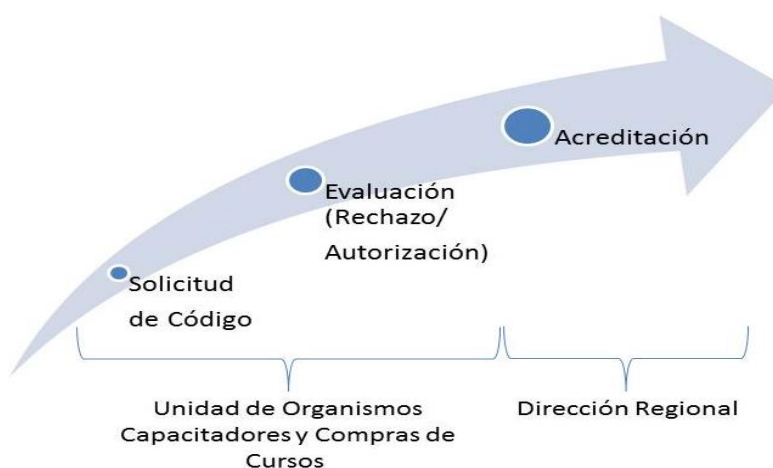 Acreditación
Evaluación
(Rechazo/
Autorización)
Solicitud
de Código
Unidad de Organismos
Capacitadores y Compras de
Cursos
Dirección Regional